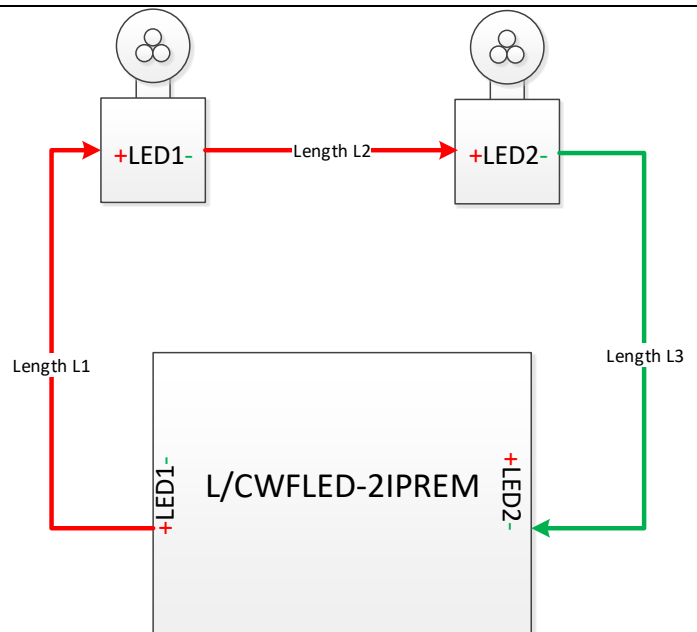 +LED1-
Length L2
+LED2-
Length L1
Length L3
+LED1-
L/CWFLED-2IPREM
+LED2-